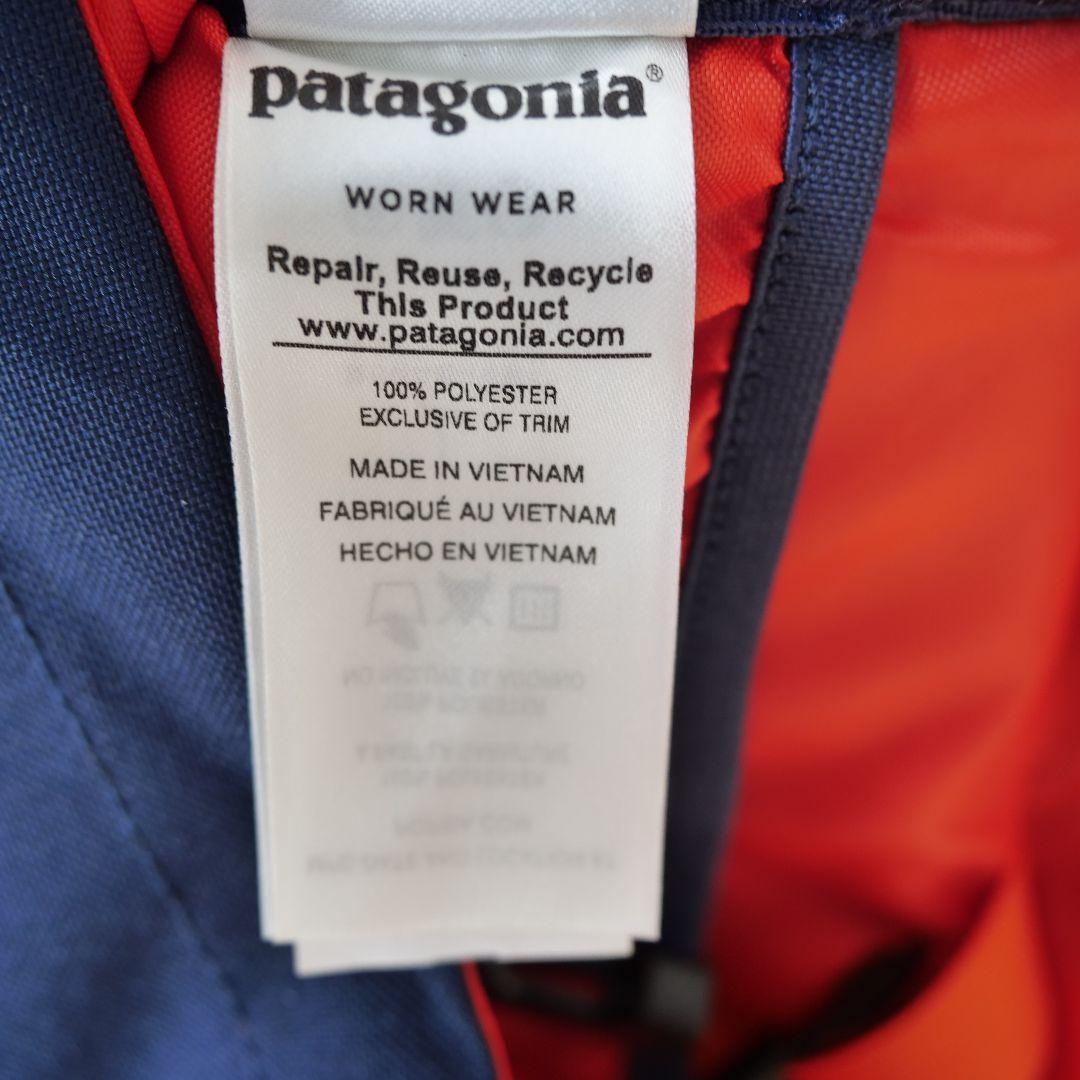 patagonia®
WORN WEAR
Repair, Reuse, Recycle
This Product
www.patagonia.com
100% POLYESTER
EXCLUSIVE OF TRIM
MADE IN VIETNAM
FABRIQUÉ AU VIETNAM
HECHO EN VIETNAM